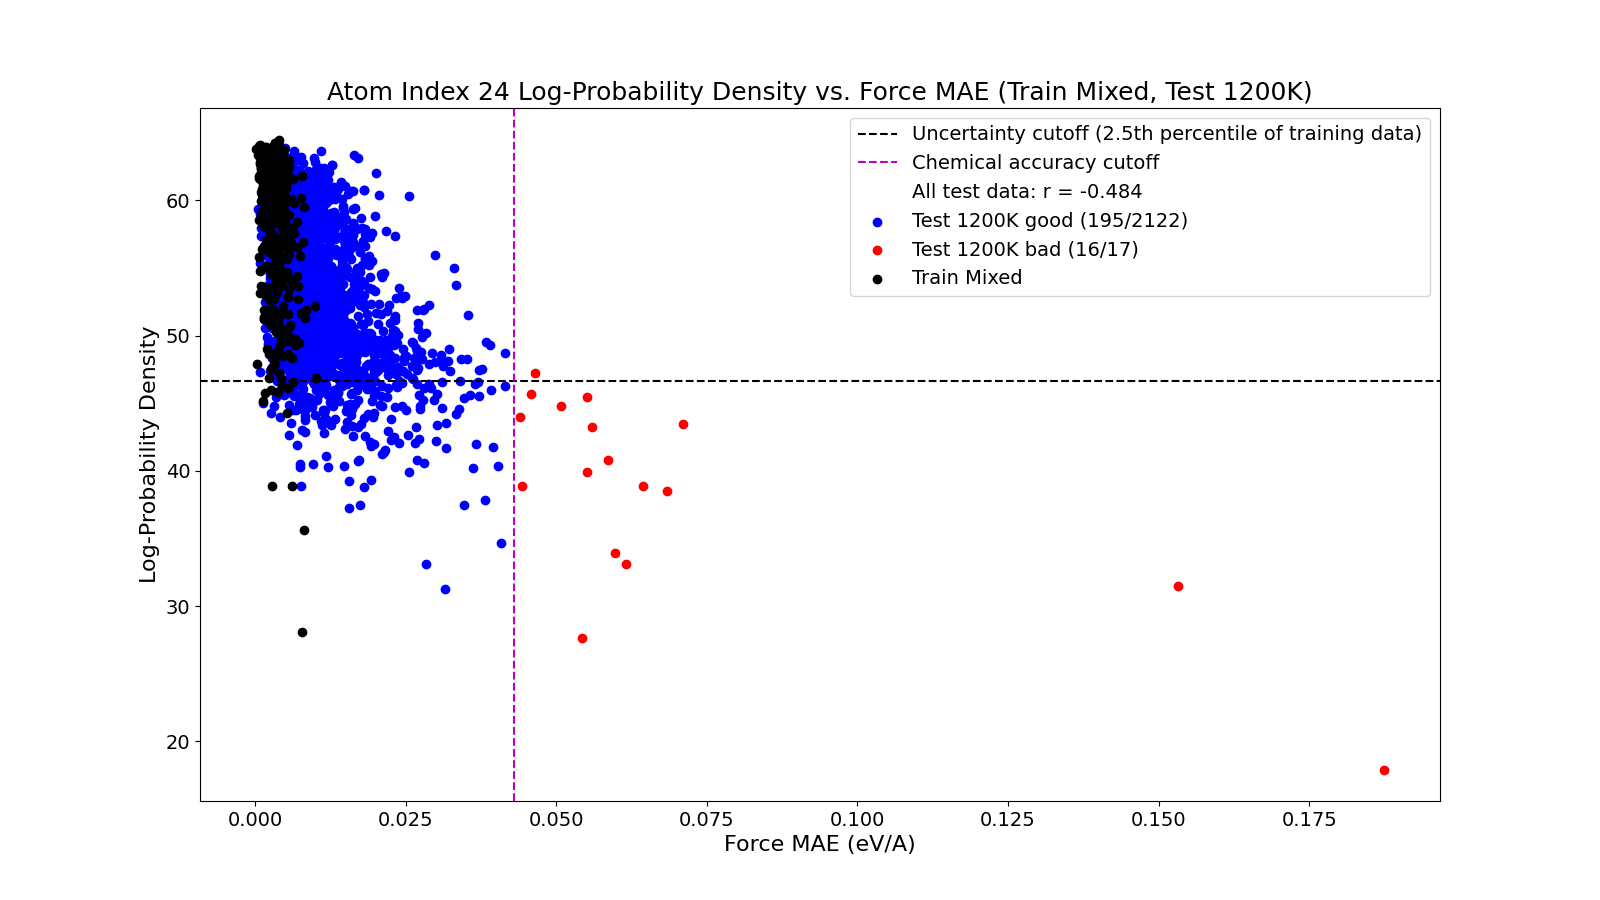 Atom Index 24 Log-Probability Density vs. Force MAE (Train Mixed, Test 1200K)
Uncertainty cutoff (2.5th percentile of training data)
Chemical accuracy cutoff
All test data: r = -0.484
Test 1200K good (195/2122)
Test 1200K bad (16/17)
Train Mixed
Log-Probability Density
60
50
40
30
20
0.000 0.025 0.050 0.075 0.100 0.125 0.150 0.175
Force MAE (eV/A)